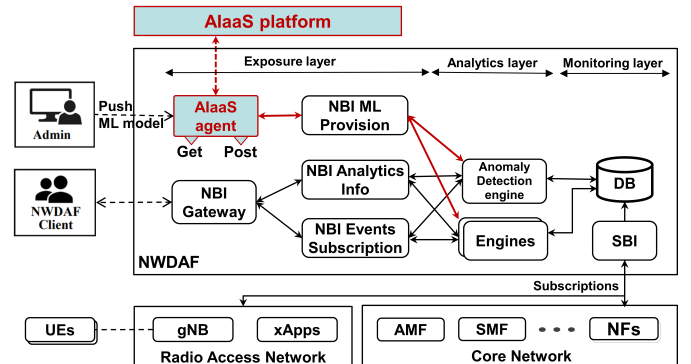 AIaaS platform
Exposure layer
Analytics layer
Monitoring layer
Admin
Push
ML model
AIaaS
agent
Get
Post
NBI ML
Provision
NWDAF
Client
NBI
Gateway
NBI Analytics
Info
NBI Events
Subscription
Anomaly
Detection
engine
Engines
DB
SBI
NWDAF
Subscriptions
UEs
gNB
xApps
Radio Access Network
AMF
SMF
NFs
Core Network